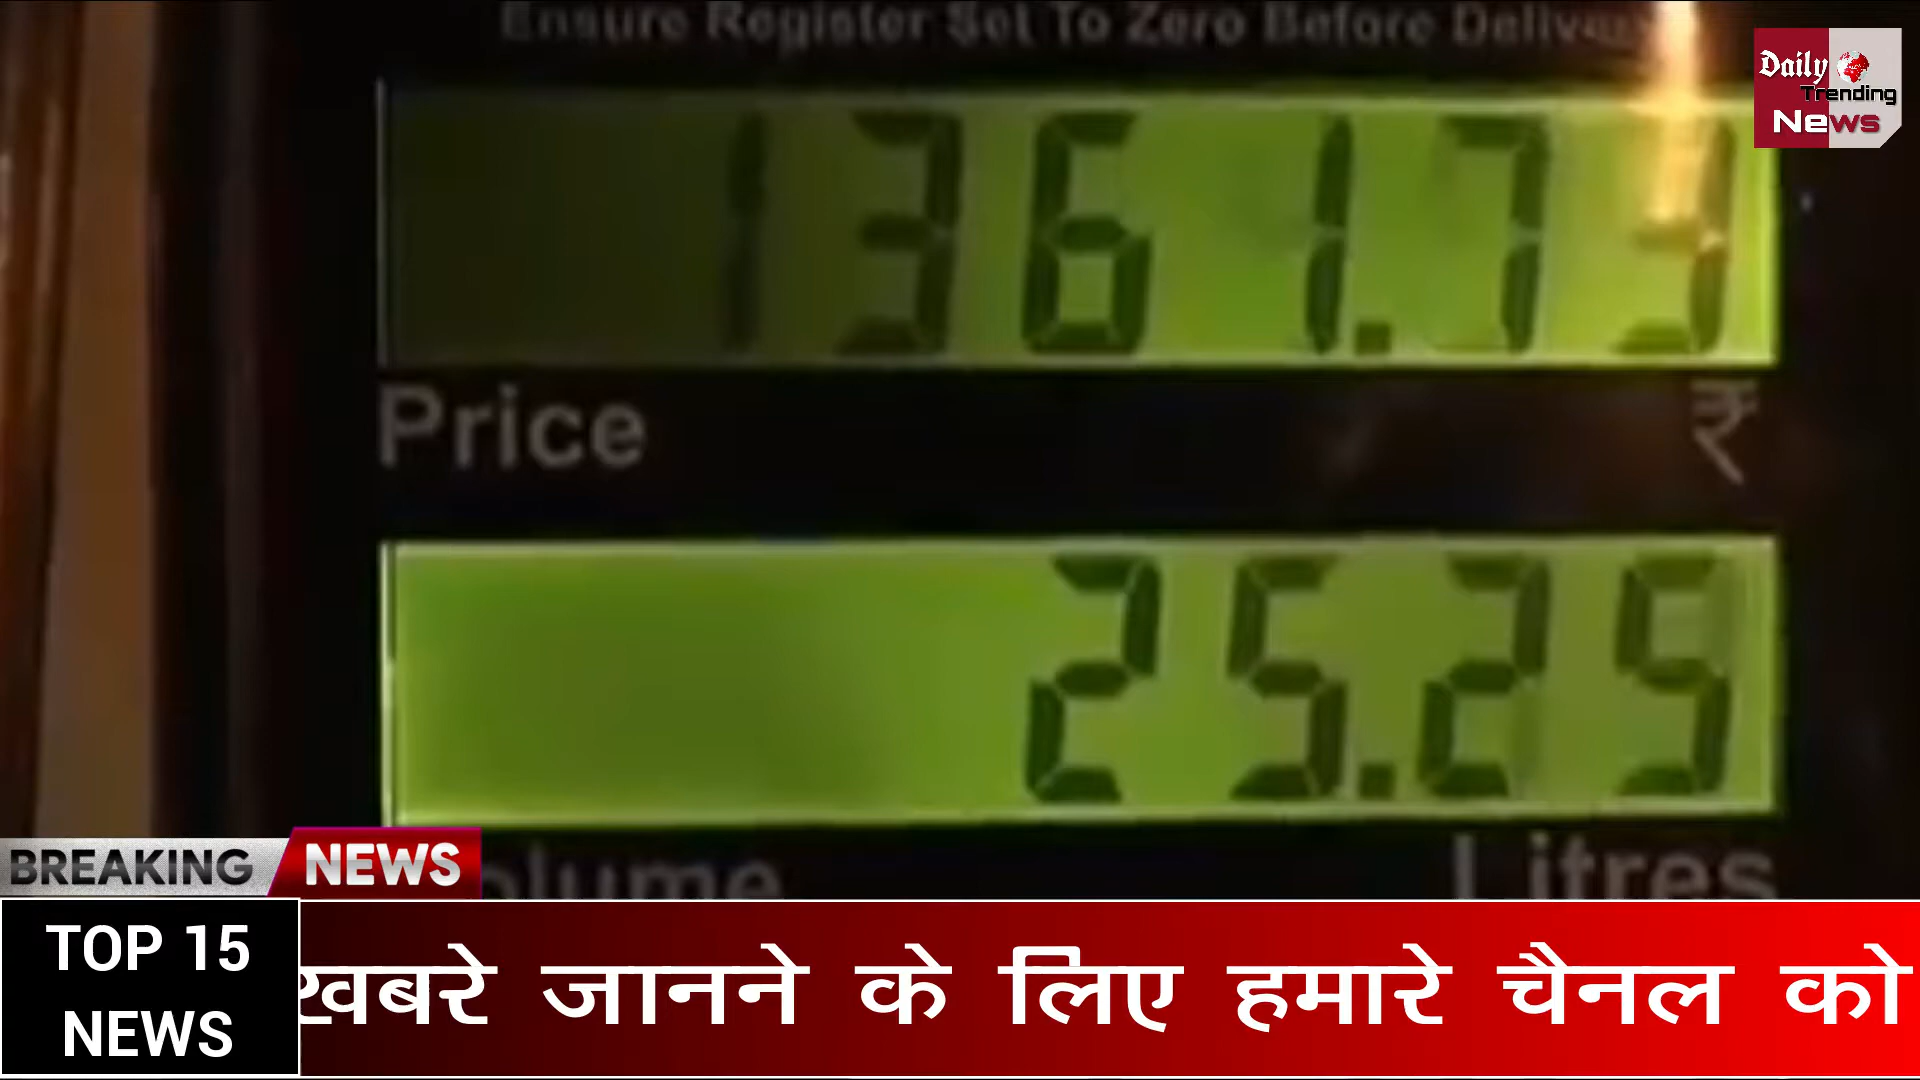 Ensure Register Set To Zero Before Delivery
Daily
Trending
News
1361.73
Price ₹
25.25
Litres
BREAKING NEWS
TOP 15
NEWS
खबरे जानने के लिए हमारे चैनल को